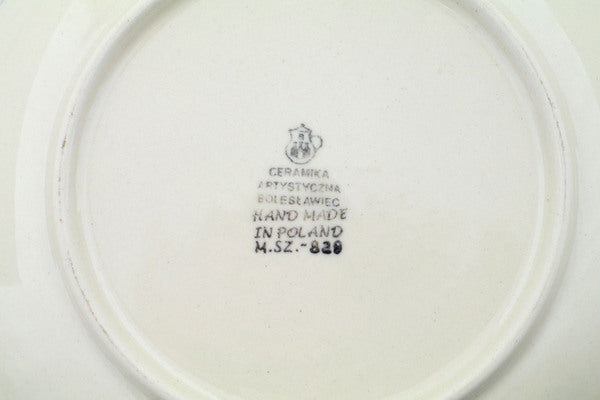 CERAMIKA
ARTYSTYCZNA
BOLESŁAWIEC
HAND MADE
IN POLAND
M.SZ.-829